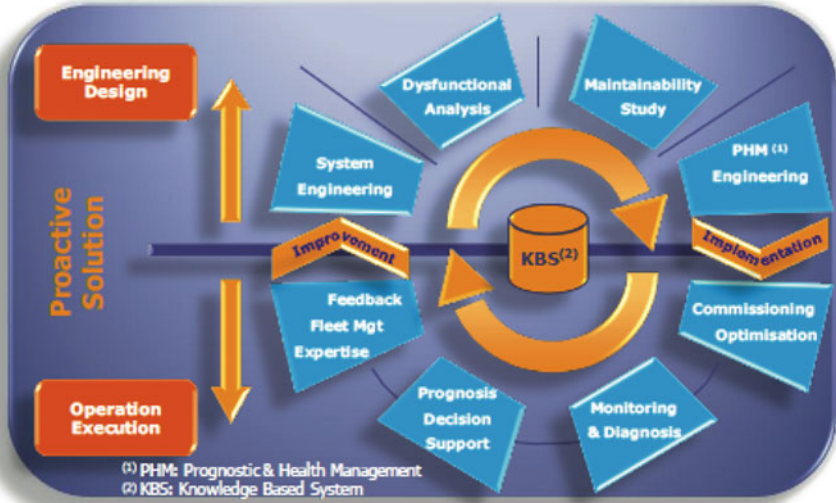 Engineering
Design
Dysfunctional
Analysis
Maintainability
Study
System
Engineering
PHM (1)
Engineering
Proactive
Solution
Improvement
KBS(2)
Implementation
Feedback
Fleet Mgt
Expertise
Commissioning
Optimisation
Prognosis
Decision
Support
Monitoring
& Diagnosis
Operation
Execution
(1) PHM: Prognostic & Health Management
(2) KBS: Knowledge Based System